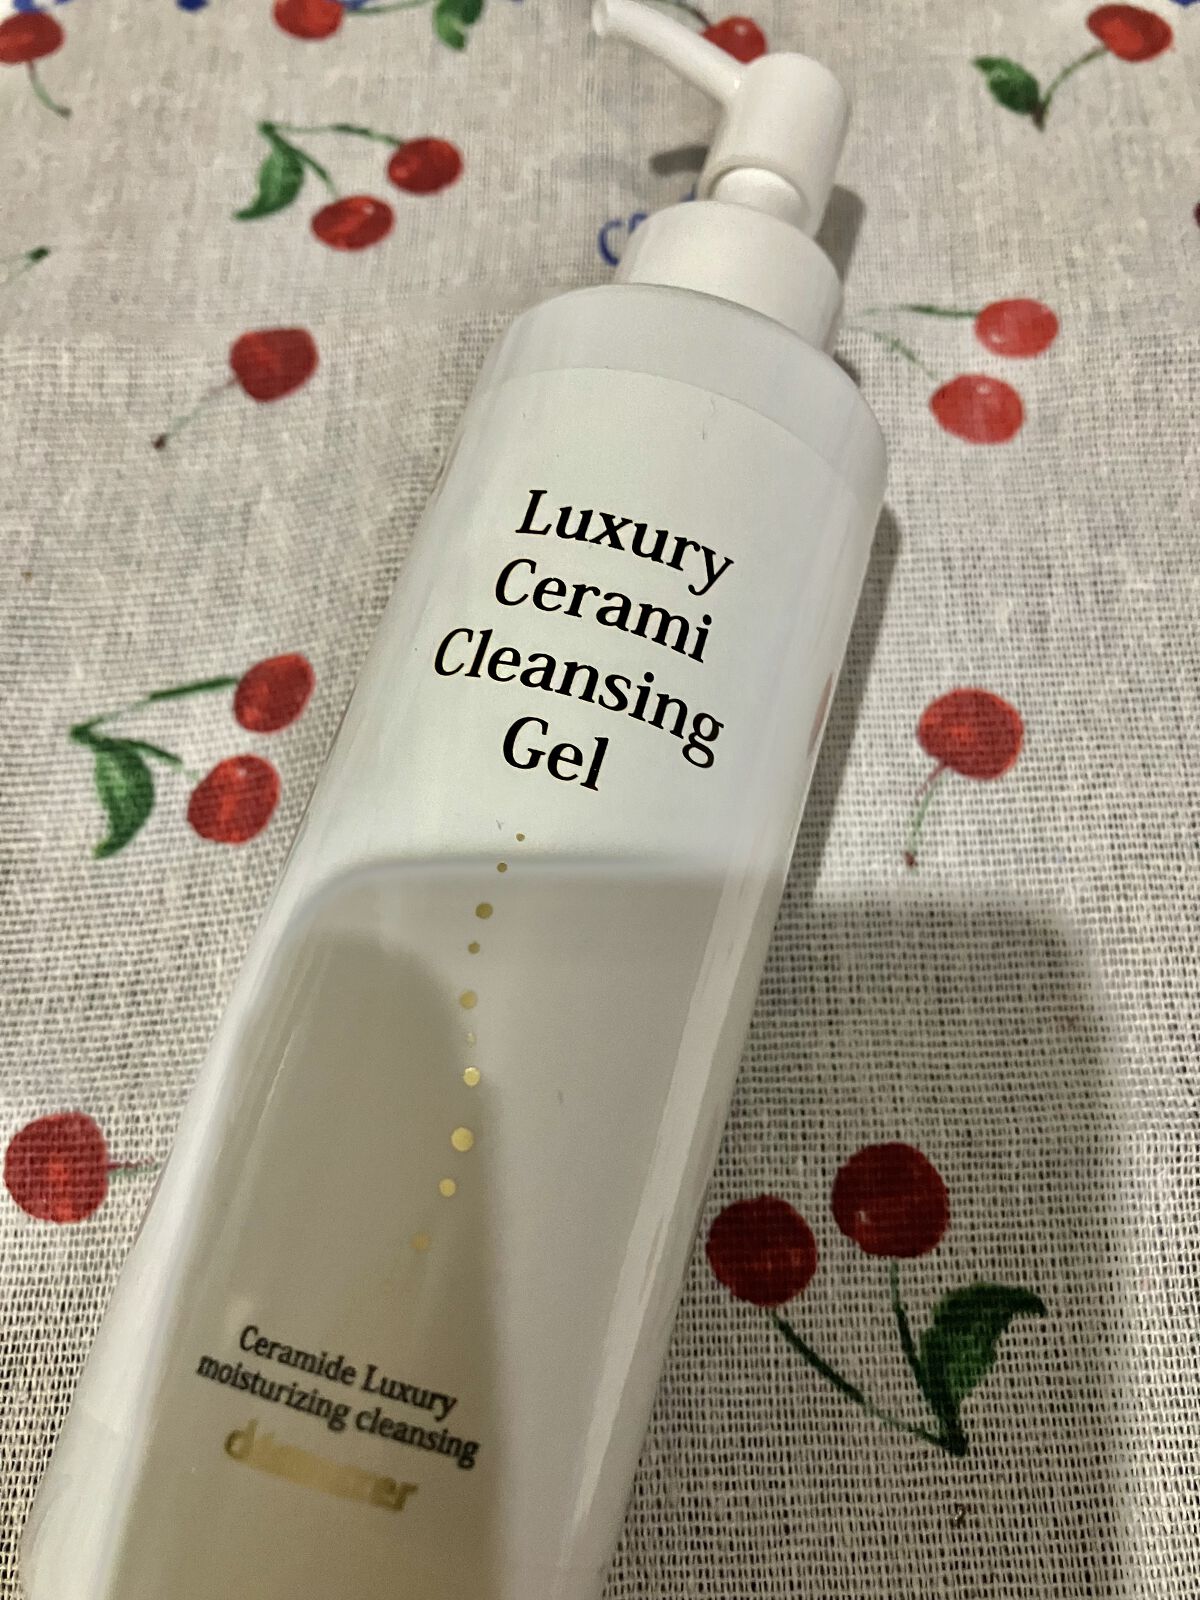 Luxury
Cerami
Cleansing
Gel
Ceramide Luxury
moisturizing cleansing